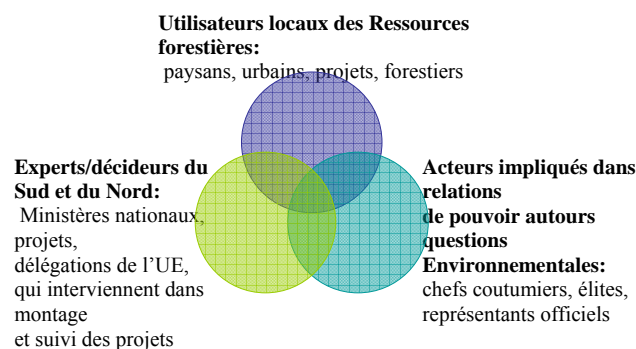 Utilisateurs locaux des Ressources
forestières:
paysans, urbains, projets, forestiers
Experts/décideurs du
Sud et du Nord:
Ministères nationaux,
projets,
délégations de l'UE,
qui interviennent dans
montage
et suivi des projets
Acteurs impliqués dans
relations
de pouvoir autours
questions
Environnementales:
chefs coutumiers, élites,
représentants officiels